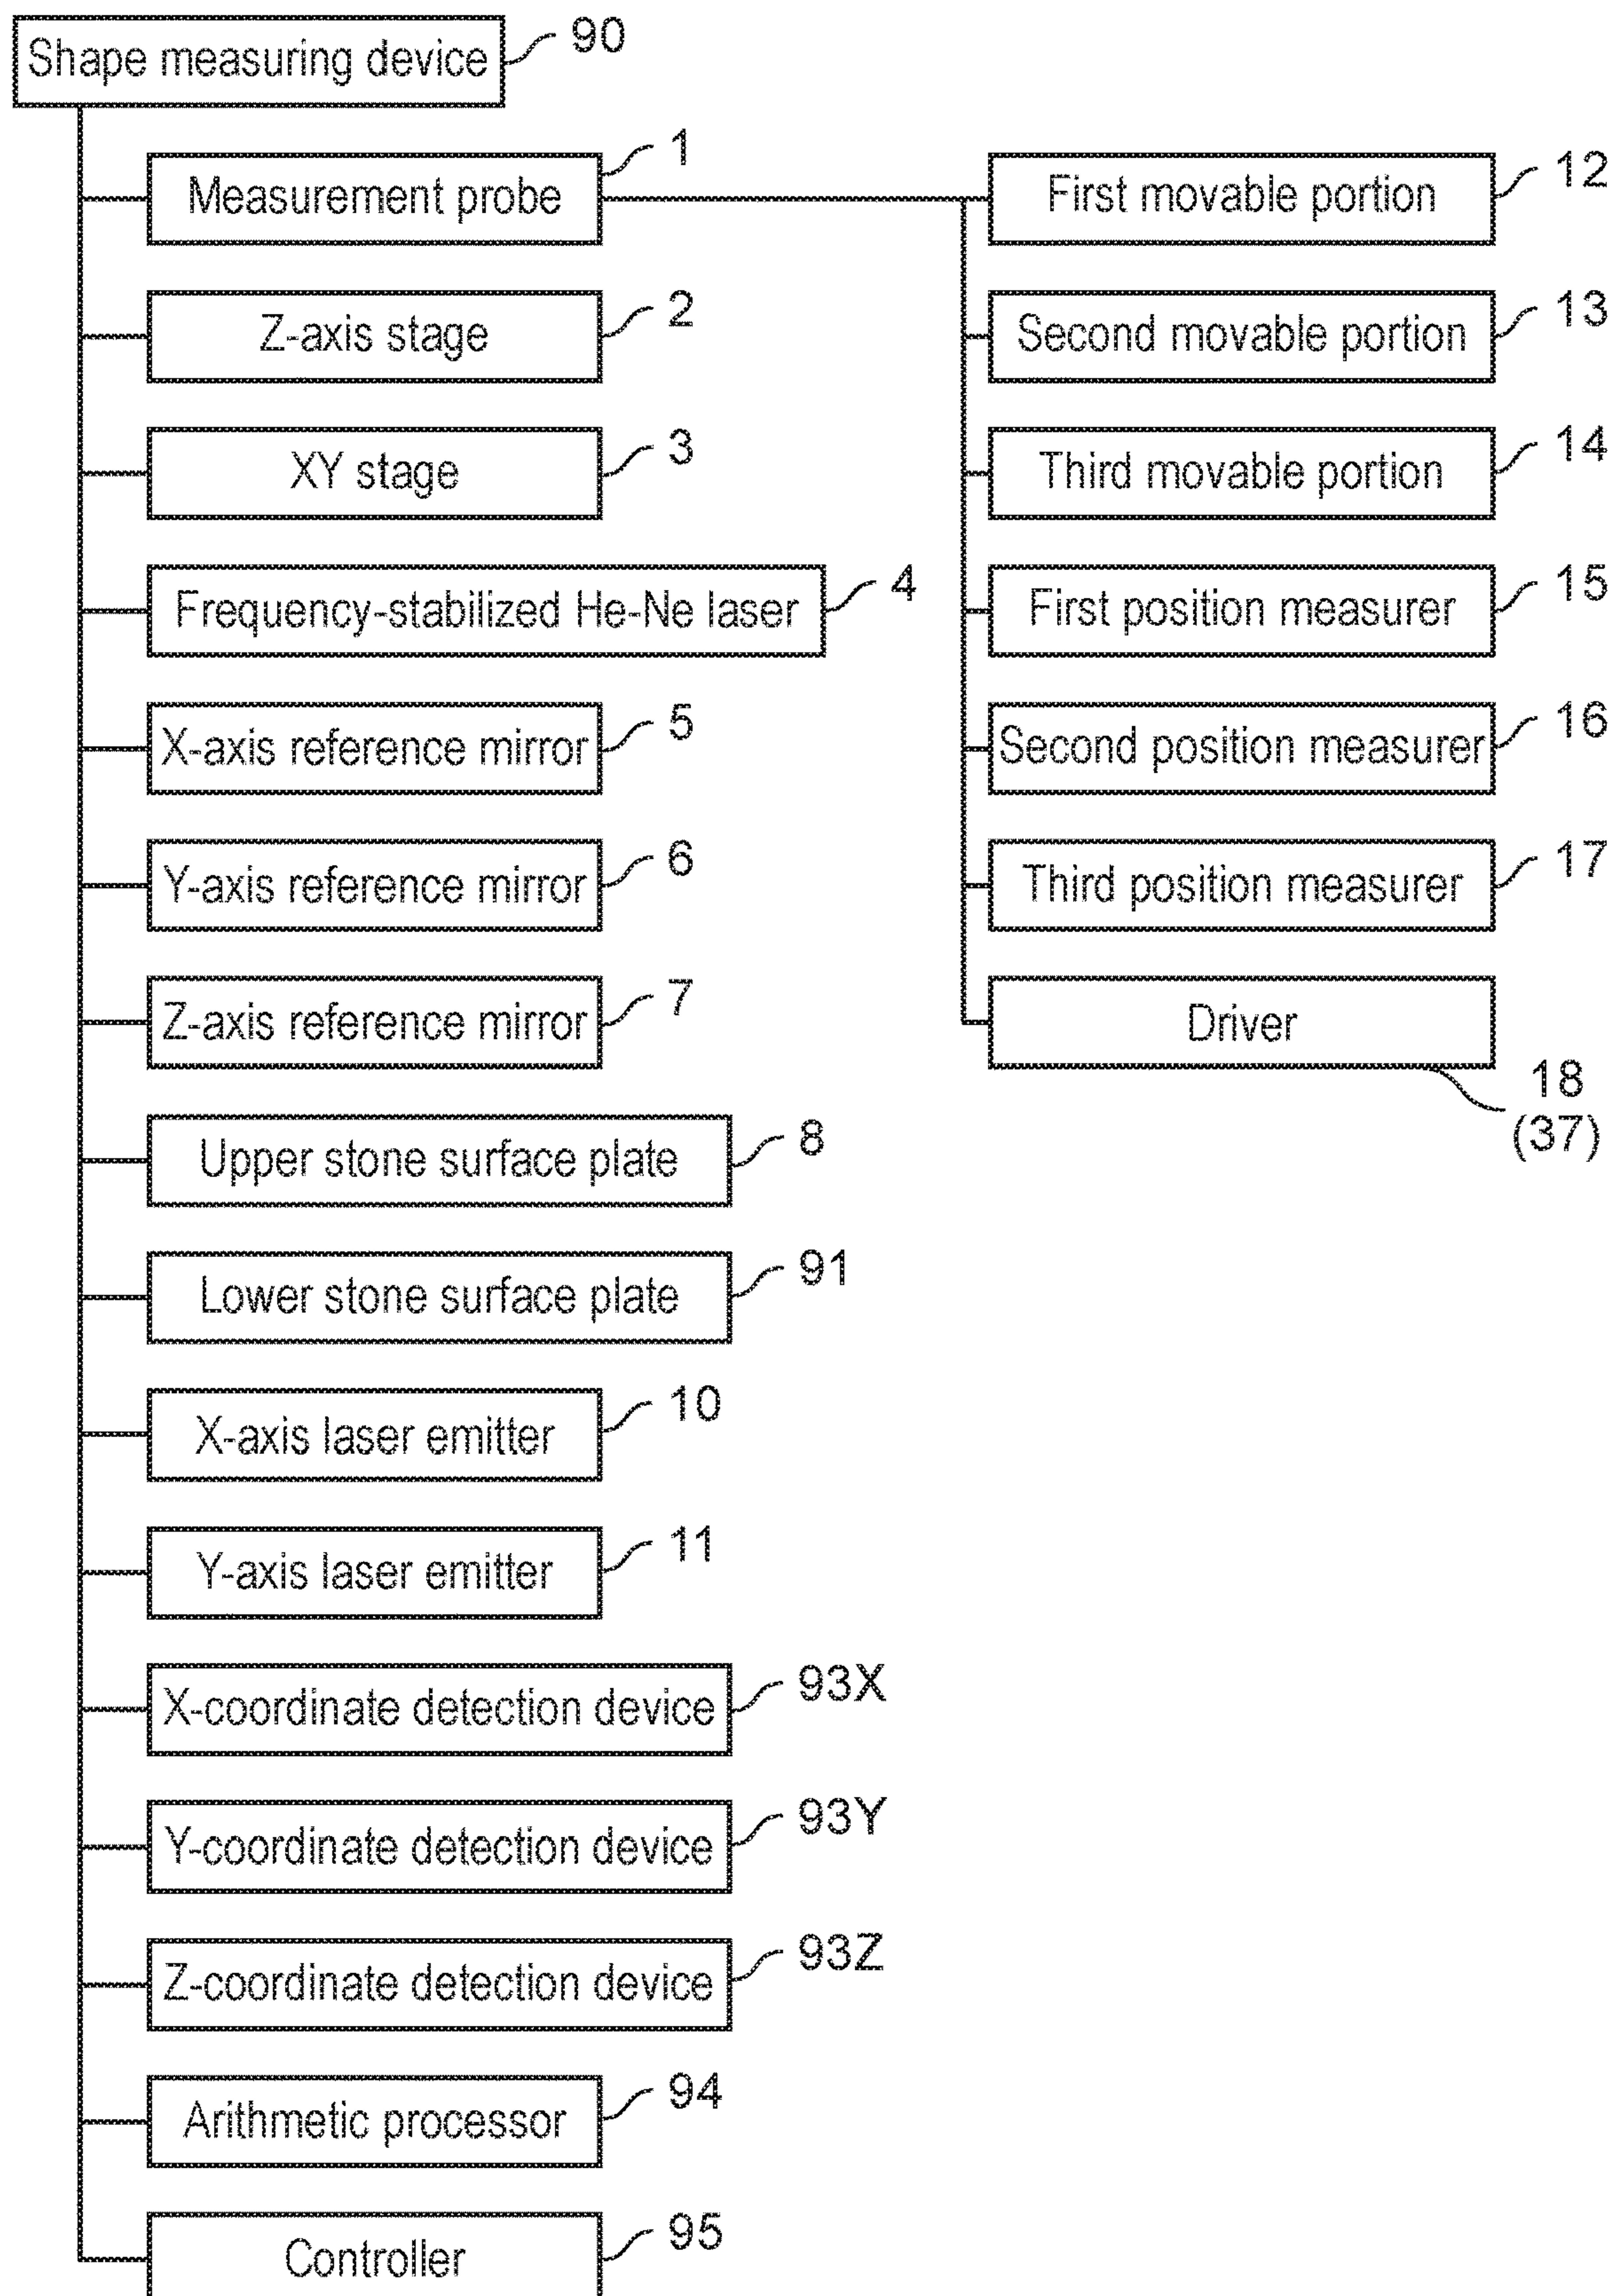 Shape measuring device
90
Measurement probe
1
First movable portion
12
Z-axis stage
2
Second movable portion
13
XY stage
3
Third movable portion
14
Frequency-stabilized He-Ne laser
4
First position measurer
15
X-axis reference mirror
5
Second position measurer
16
Y-axis reference mirror
6
Third position measurer
17
Z-axis reference mirror
7
Driver
18
(37)
Upper stone surface plate
8
Lower stone surface plate
91
X-axis laser emitter
10
Y-axis laser emitter
11
X-coordinate detection device
93X
Y-coordinate detection device
93Y
Z-coordinate detection device
93Z
Arithmetic processor
94
Controller
95